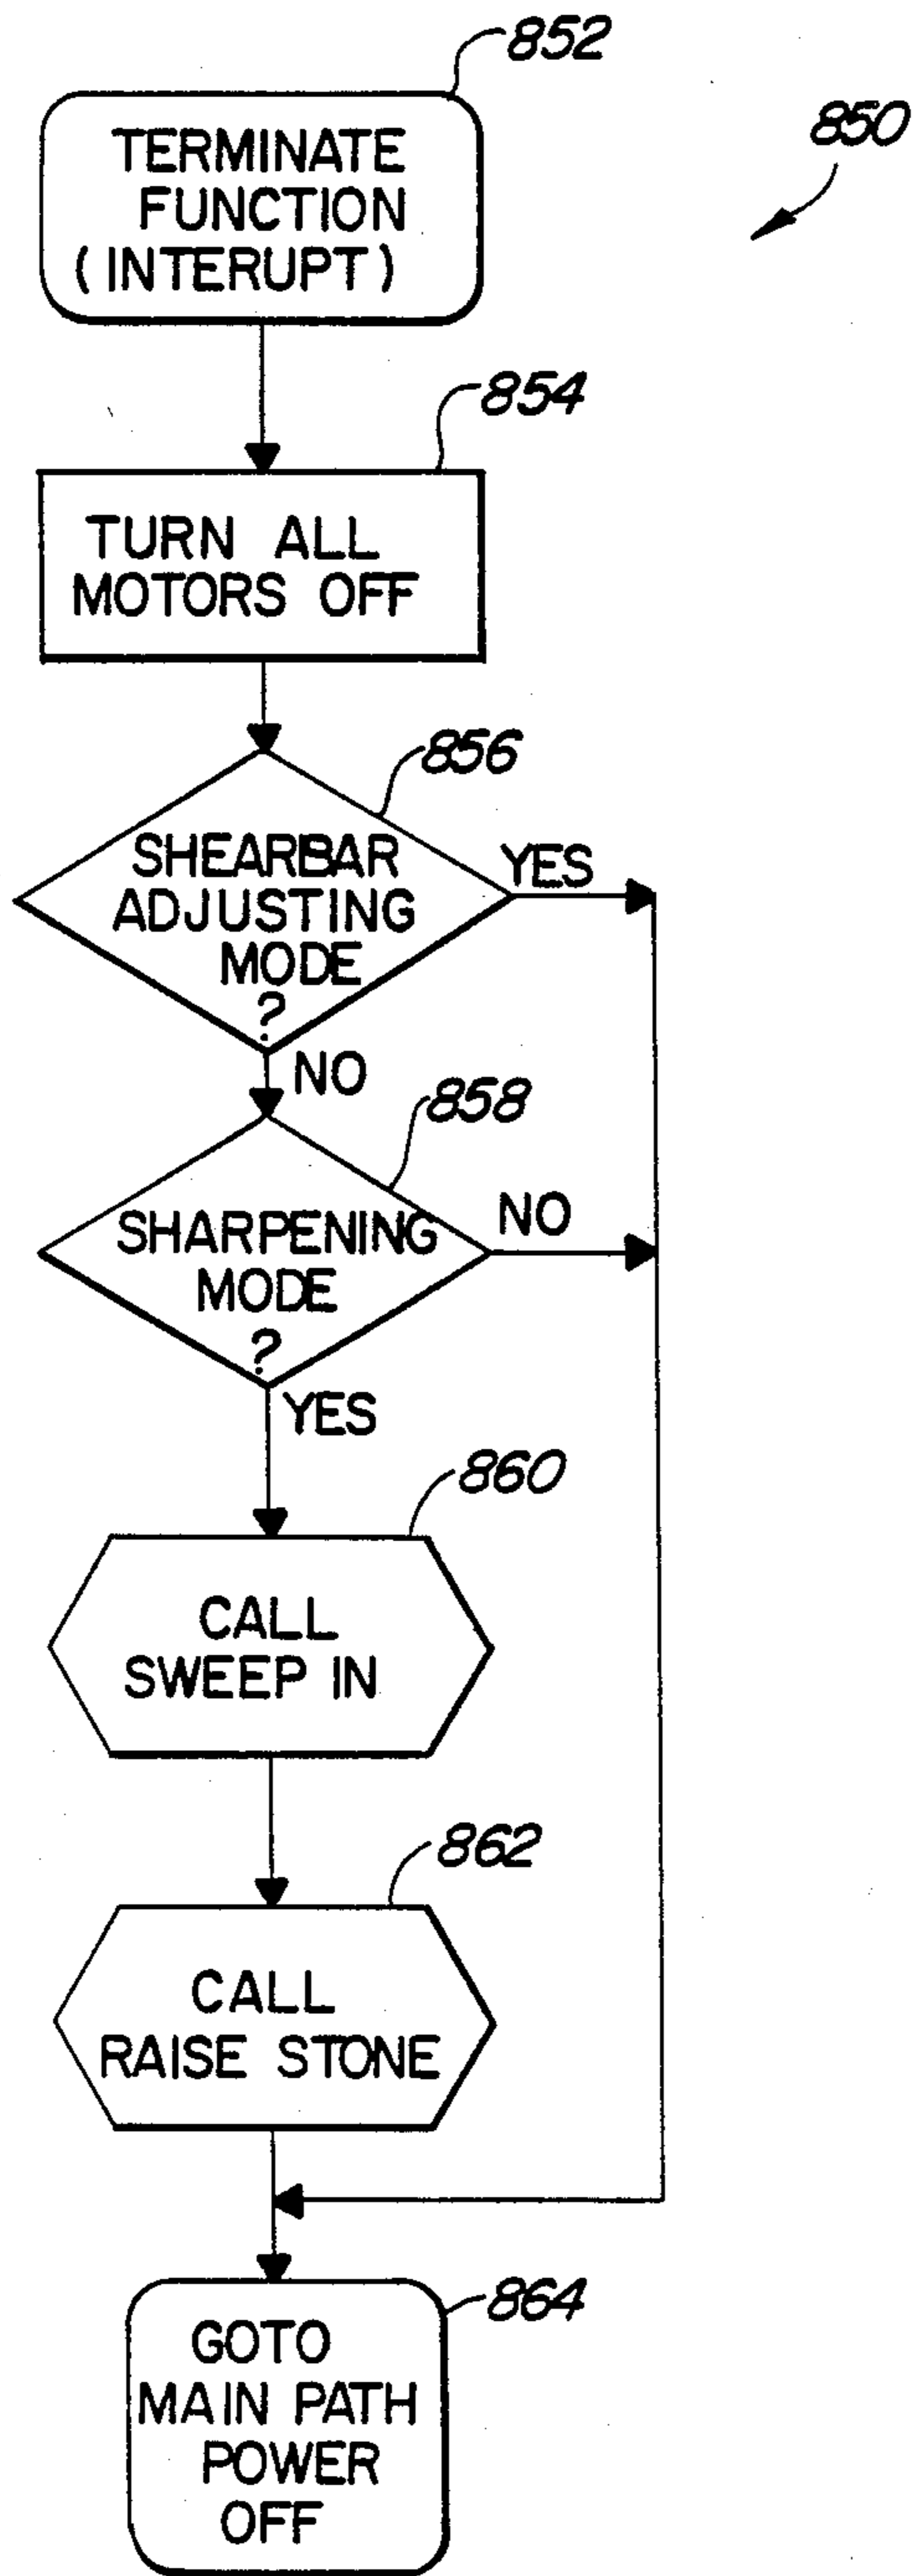 852
850
TERMINATE
FUNCTION
(INTERUPT)
854
TURN ALL
MOTORS OFF
856
SHEARBAR
ADJUSTING
MODE
?
YES
NO
858
SHARPENING
MODE
?
NO
YES
860
CALL
SWEEP IN
862
CALL
RAISE STONE
864
GOTO
MAIN PATH
POWER
OFF